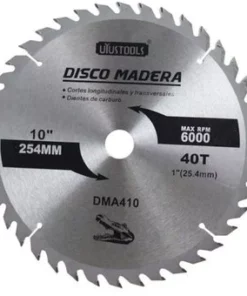 UYUSTOOLS
DISCO MADERA
• Cortes longitudinales y transversales
• Dientes de carburo
10"
254MM
MAX RPM
6000
40T
1"(25.4mm)
DMA410